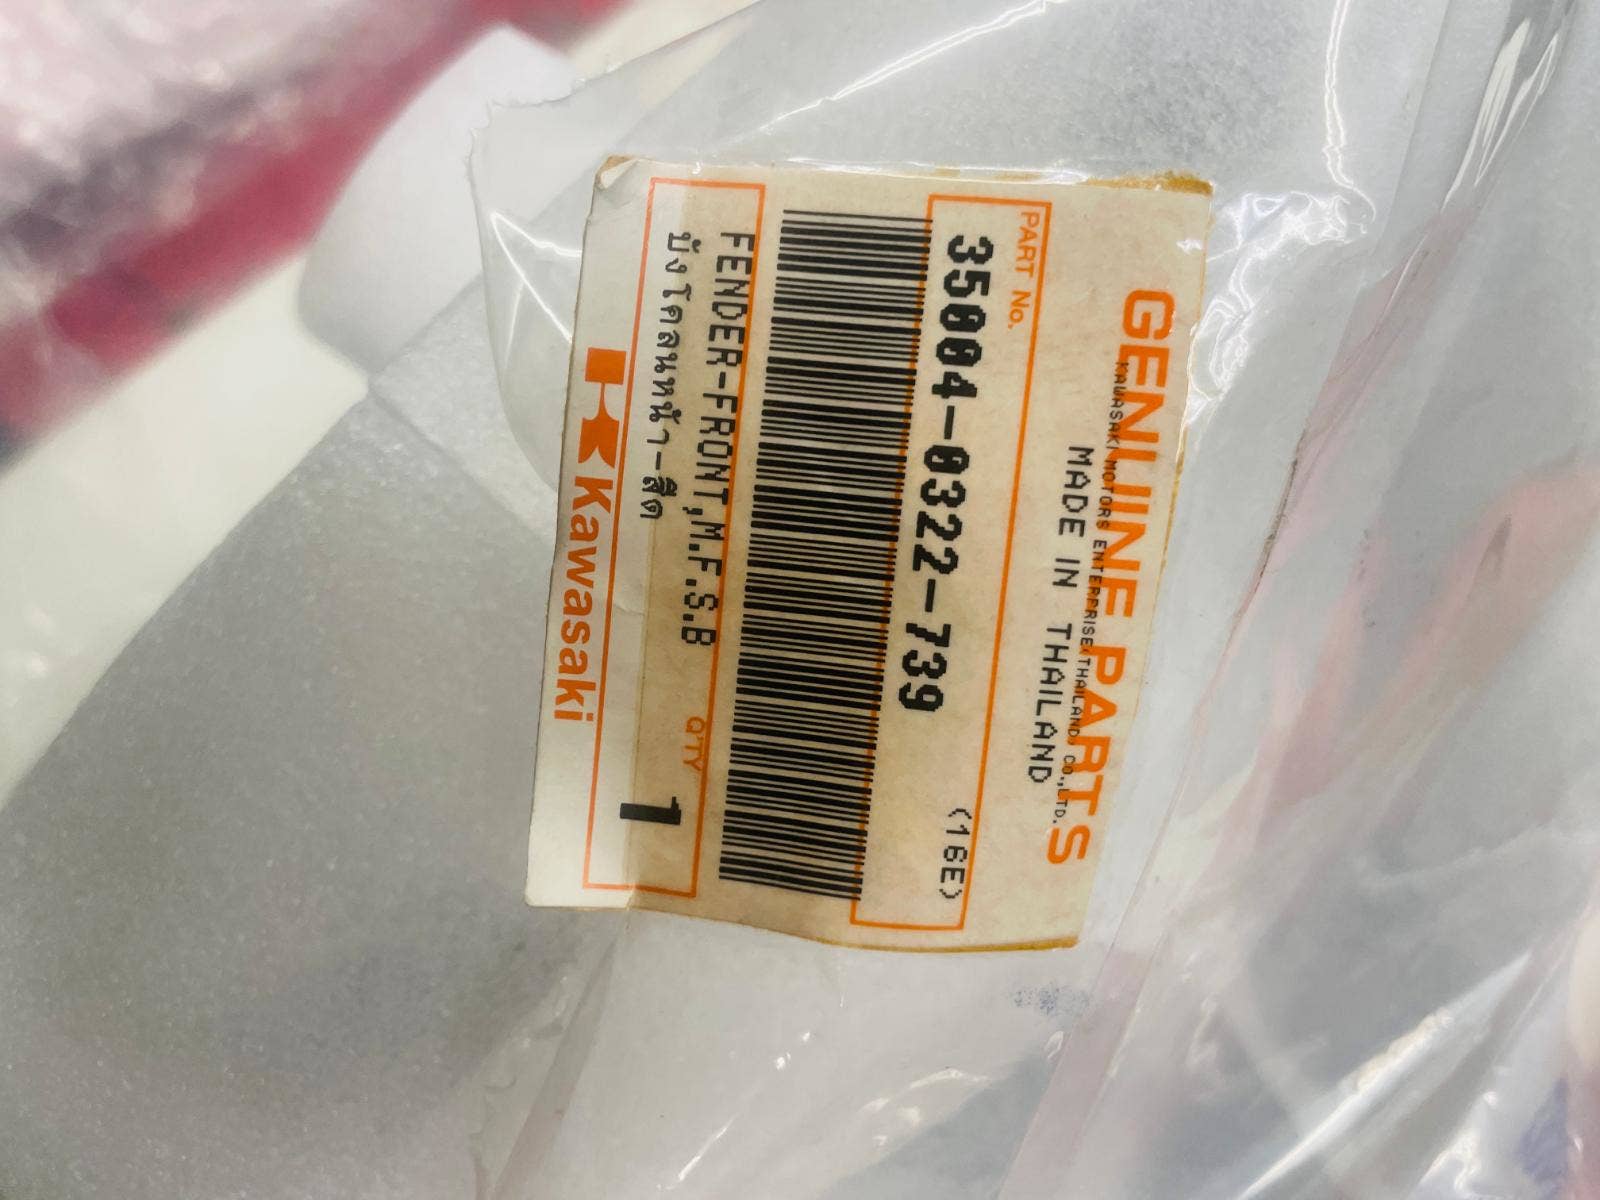 GENUINE PARTS
KAWASAKI MOTORS ENTERPRISE(THAILAND) CO.,LTD.
MADE IN THAILAND
PART No.
35004-0322-739 (16E)
FENDER-FRONT,M.F.S.B
บังโคลนหน้า-สีด
Q'TY 1
Kawasaki